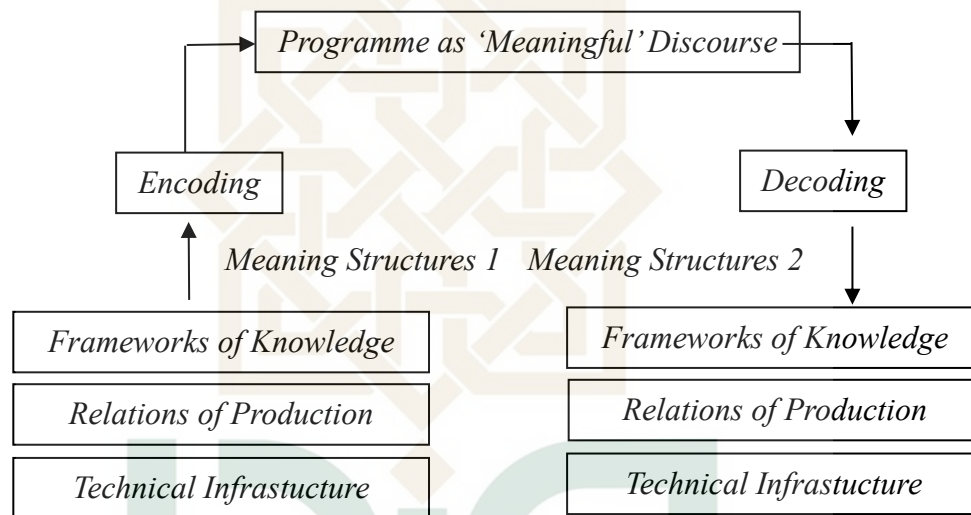 Programme as ‘Meaningful’ Discourse
Encoding
Decoding
Meaning Structures 1
Meaning Structures 2
Frameworks of Knowledge
Frameworks of Knowledge
Relations of Production
Relations of Production
Technical Infrastucture
Technical Infrastucture